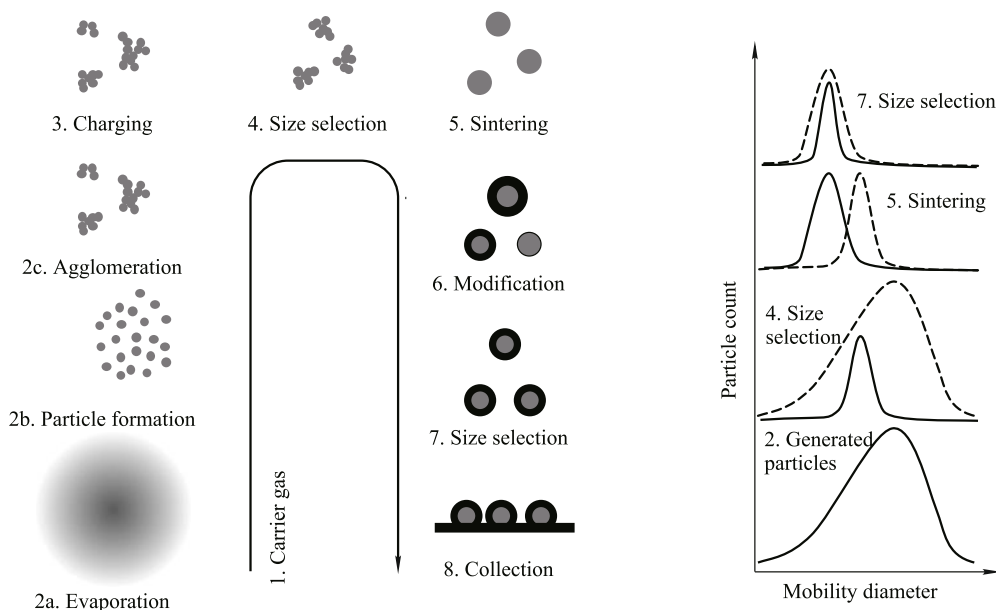 3. Charging
4. Size selection
5. Sintering
2c. Agglomeration
6. Modification
2b. Particle formation
7. Size selection
1. Carrier gas
2a. Evaporation
8. Collection
7. Size selection
5. Sintering
4. Size
selection
2. Generated
particles
Particle count
Mobility diameter